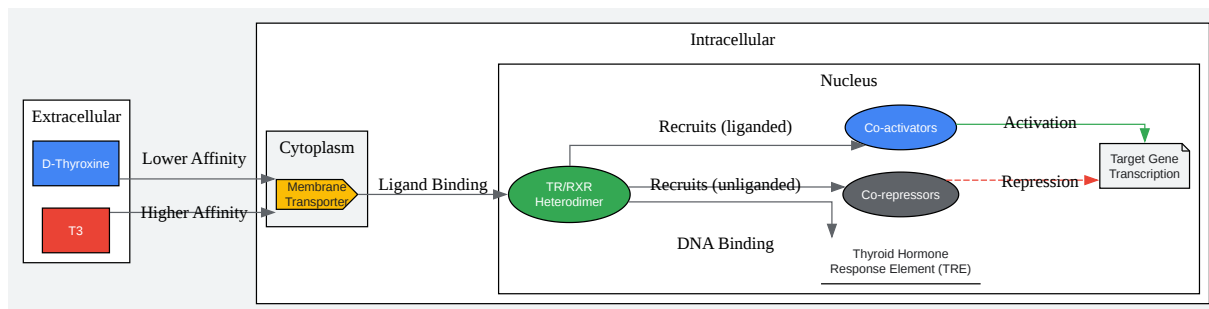 Intracellular
Nucleus
Extracellular
D-Thyroxine
T3
Lower Affinity
Higher Affinity
Cytoplasm
Membrane
Transporter
Ligand Binding
TR/RXR
Heterodimer
Recruits (liganded)
Recruits (unliganded)
DNA Binding
Co-activators
Co-repressors
Thyroid Hormone
Response Element (TRE)
Activation
Repression
Target Gene
Transcription